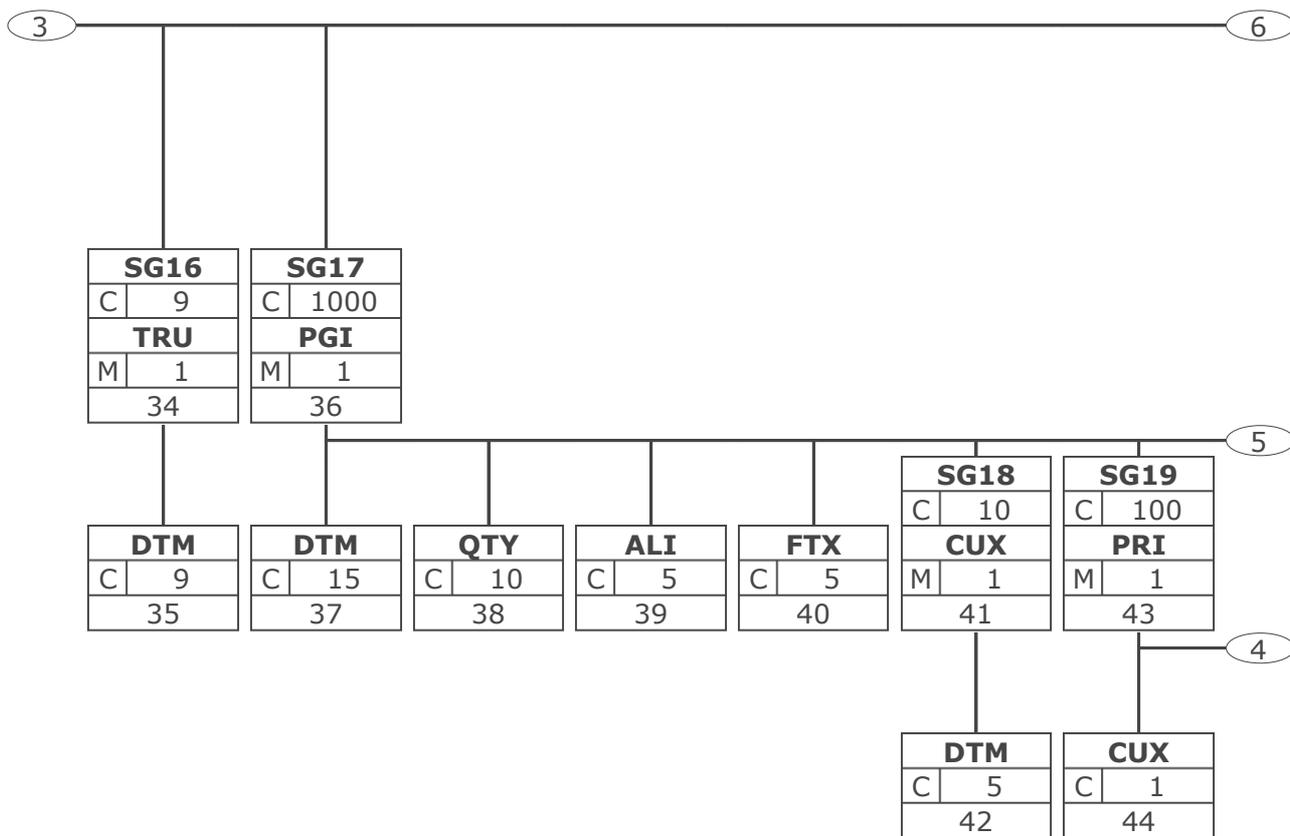 3 6
SG16 SG17
C 9 C 1000
TRU PGI
M 1 M 1
34 36
5
SG18 SG19
C 10 C 100
DTM DTM QTY ALI FTX CUX PRI
C 9 C 15 C 10 C 5 C 5 M 1 M 1
35 37 38 39 40 41 43
4
DTM CUX
C 5 C 1
42 44